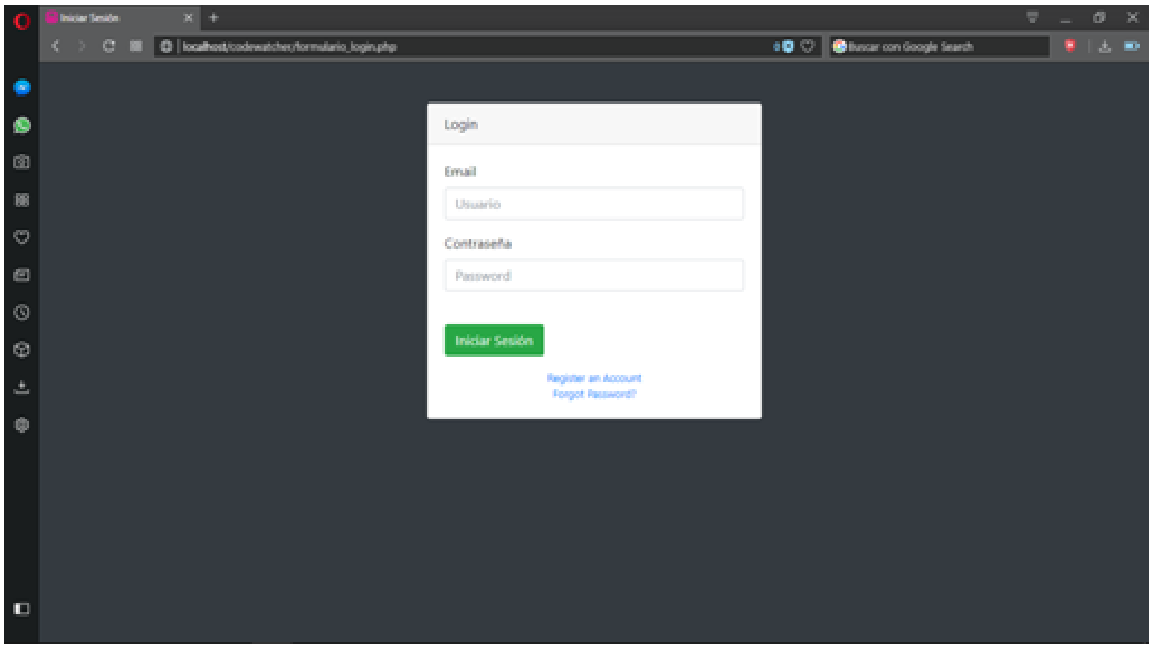 Iniciar Sesión
localhost/codewatcher/formulario_login.php
Buscar con Google Search
Login
Email
Usuario
Contraseña
Password
Iniciar Sesión
Register an Account
Forgot Password?